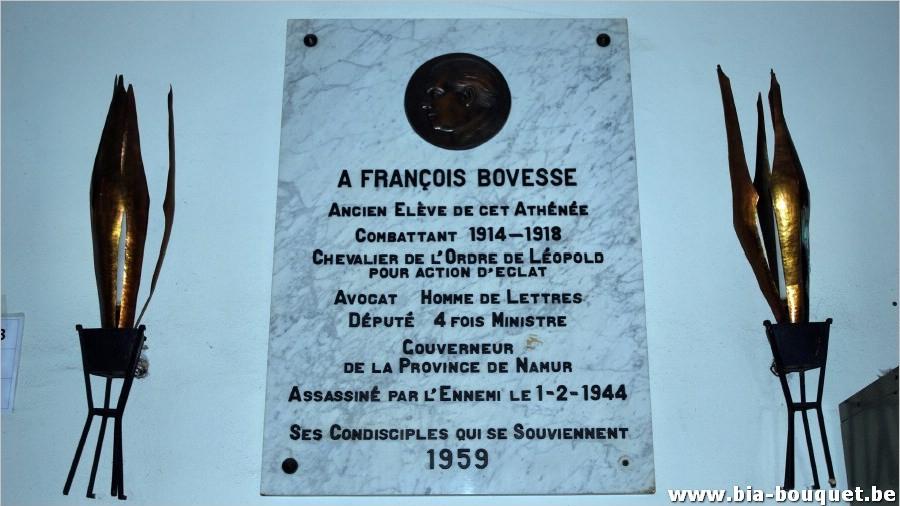 A FRANÇOIS BOVESSE
ANCIEN ELÈVE DE CET ATHÉNÉE
COMBATTANT 1914-1918
CHEVALIER DE L'ORDRE DE LÉOPOLD
POUR ACTION D'ECLAT
AVOCAT HOMME DE LETTRES
DÉPUTÉ 4 FOIS MINISTRE
GOUVERNEUR
DE LA PROVINCE DE NAMUR
ASSASSINÉ PAR L'ENNEMI LE 1-2-1944
SES CONDISCIPLES QUI SE SOUVIENNENT
1959
www.bia-bouquet.be